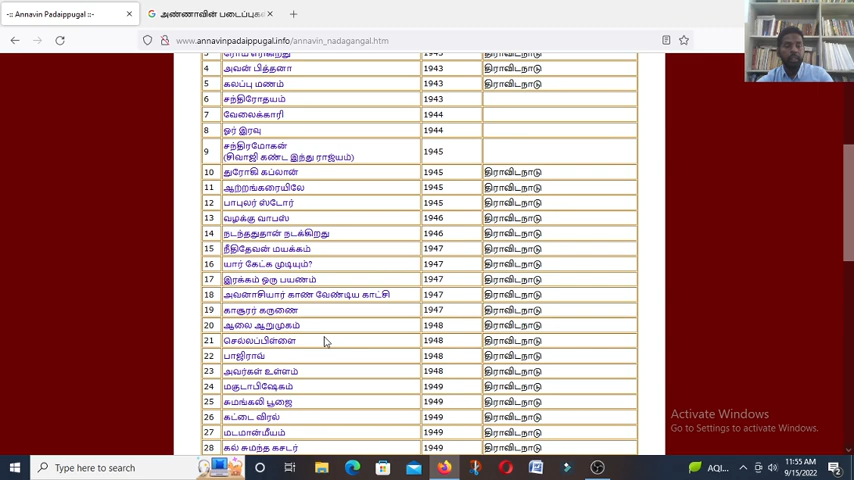 -:: Annavin Padaippugal ::-
அண்ணாவின் படைப்புகள்
www.annavinpadaippugal.info/annavin_nadagangal.htm
4 அவன் பித்தனா 1943 திராவிடநாடு
5 கலப்பு மணம் 1943 திராவிடநாடு
6 சந்திரோதயம் 1943
7 வேலைக்காரி 1944
8 ஓர் இரவு 1944
9 சந்திரமோகன் (சிவாஜி கண்ட இந்து ராஜ்யம்) 1945
10 துரோகி கப்லான் 1945 திராவிடநாடு
11 ஆற்றங்கரையிலே 1945 திராவிடநாடு
12 பாபுலர் ஸ்டோர் 1945 திராவிடநாடு
13 வழக்கு வாபஸ் 1946 திராவிடநாடு
14 நடந்ததுதான் நடக்கிறது 1946 திராவிடநாடு
15 நீதிதேவன் மயக்கம் 1947 திராவிடநாடு
16 யார் கேட்க முடியும்? 1947 திராவிடநாடு
17 இரக்கம் ஒரு பயணம் 1947 திராவிடநாடு
18 அவனாசியார் காண வேண்டிய காட்சி 1947 திராவிடநாடு
19 காசூரர் கருணை 1947 திராவிடநாடு
20 ஆலை ஆறுமுகம் 1948 திராவிடநாடு
21 செல்லப்பிள்ளை 1948 திராவிடநாடு
22 பாஜிராவ் 1948 திராவிடநாடு
23 அவர்கள் உள்ளம் 1948 திராவிடநாடு
24 மகுடாபிஷேகம் 1949 திராவிடநாடு
25 சுமங்கலி பூஜை 1949 திராவிடநாடு
26 கட்டை விரல் 1949 திராவிடநாடு
27 மடமான்மீயம் 1949 திராவிடநாடு
28 கல் சுமந்த கசடர் 1949 திராவிடநாடு
Activate Windows
Go to Settings to activate Windows.
Type here to search
AQI...
11:55 AM
9/15/2022